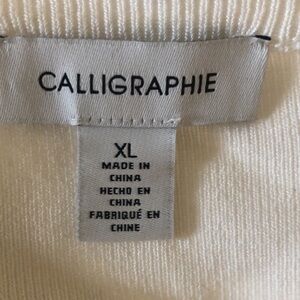 CALLIGRAPHIE
XL
MADE IN
CHINA
HECHO EN
CHINA
FABRIQUÉ EN
CHINE